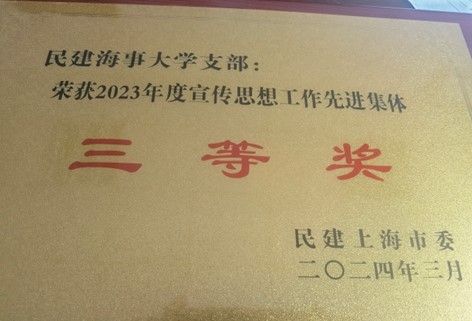 民建海事大学支部：
荣获2023年度宣传思想工作先进集体
三等奖
民建上海市委
二〇二四年三月